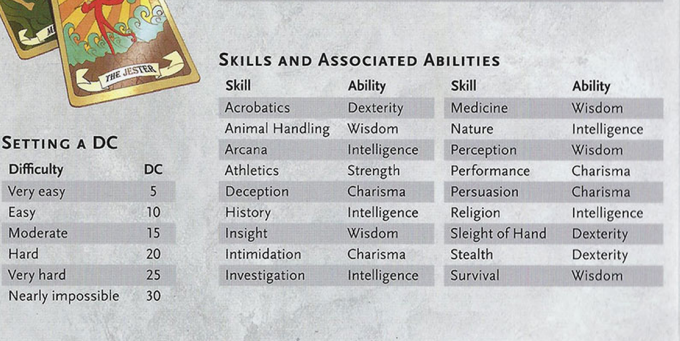 THE JESTER
SETTING A DC
Difficulty DC
Very easy 5
Easy 10
Moderate 15
Hard 20
Very hard 25
Nearly impossible 30
SKILLS AND ASSOCIATED ABILITIES
Skill Ability Skill Ability
Acrobatics Dexterity Medicine Wisdom
Animal Handling Wisdom Nature Intelligence
Arcana Intelligence Perception Wisdom
Athletics Strength Performance Charisma
Deception Charisma Persuasion Charisma
History Intelligence Religion Intelligence
Insight Wisdom Sleight of Hand Dexterity
Intimidation Charisma Stealth Dexterity
Investigation Intelligence Survival Wisdom